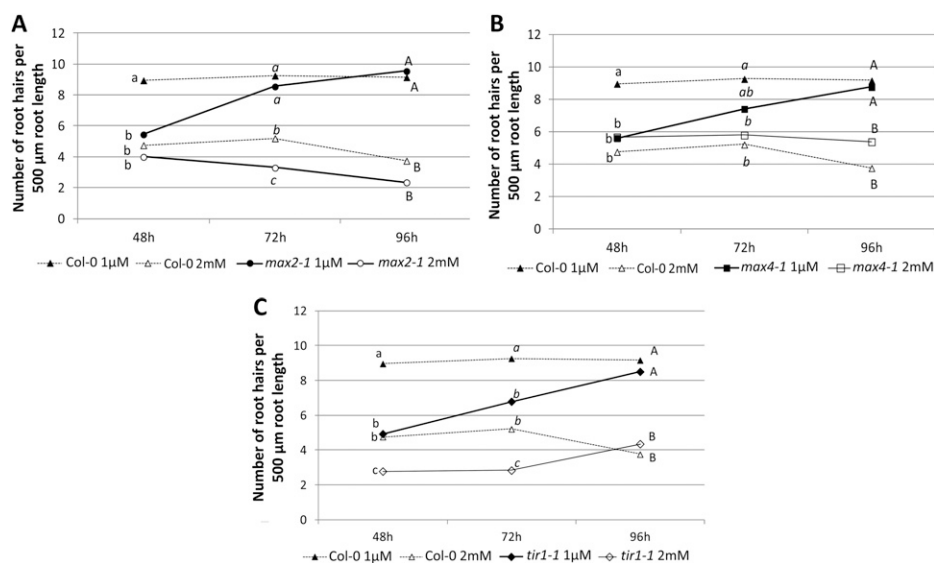 A
Number of root hairs per
500 µm root length
12
10
8
6
4
2
0
a
a
A
A
a
b
b
b
b
B
c
B
48h
72h
96h
Col-0 1µM
Col-0 2mM
max2-1 1µM
max2-1 2mM
B
Number of root hairs per
500 µm root length
12
10
8
6
4
2
0
a
a
A
ab
A
b
b
b
B
b
b
B
48h
72h
96h
Col-0 1µM
Col-0 2mM
max4-1 1µM
max4-1 2mM
C
Number of root hairs per
500 µm root length
12
10
8
6
4
2
0
a
a
A
A
b
b
b
b
B
B
c
c
48h
72h
96h
Col-0 1µM
Col-0 2mM
tir1-1 1µM
tir1-1 2mM